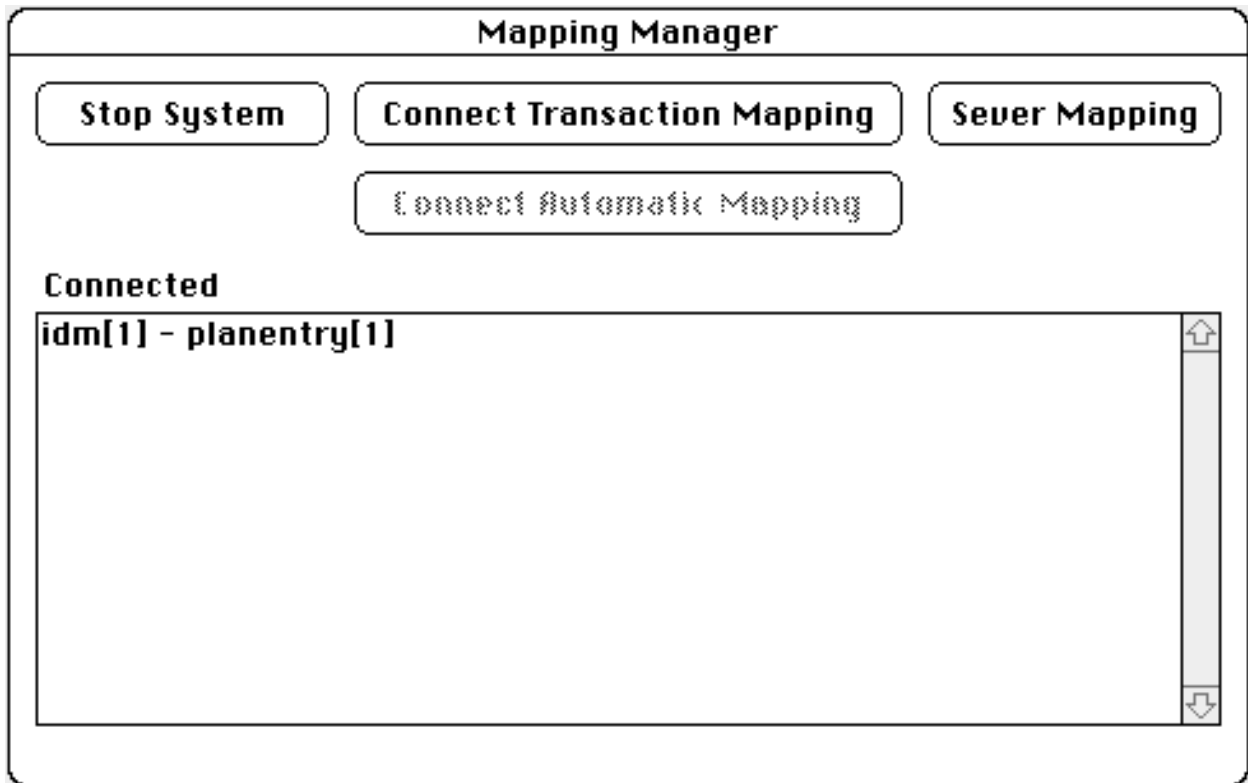 Mapping Manager
Stop System
Connect Transaction Mapping
Sever Mapping
Connect Automatic Mapping
Connected
idm[1] - planentry[1]